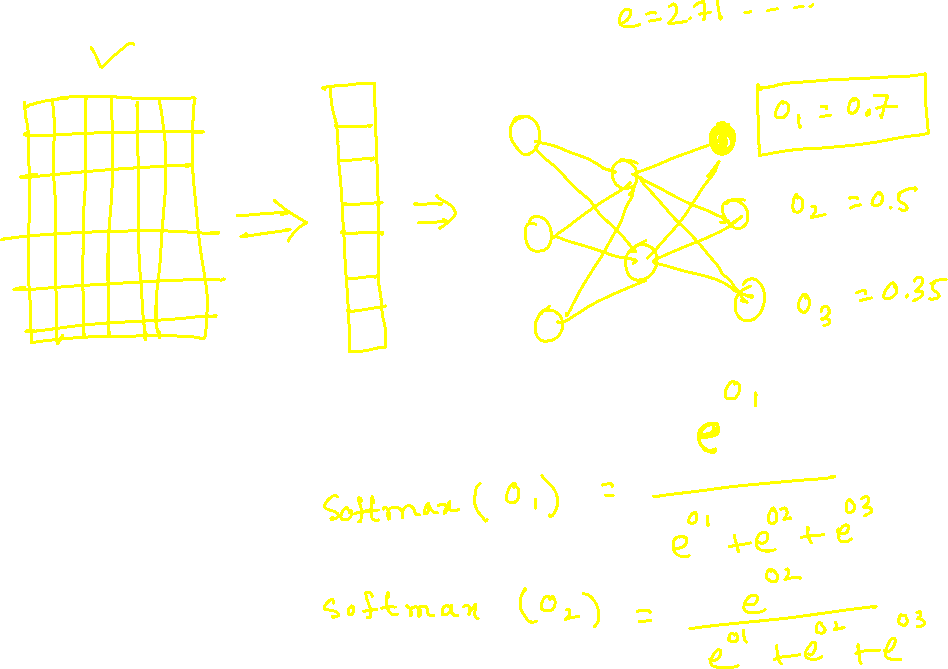 e = 2.71 - - - -
O₁ = 0.7
O₂ = 0.5
O₃ = 0.35
Softmax (O₁) = e^O₁ / (e^O₁ + e^O₂ + e^O₃)
Softmax (O₂) = e^O₂ / (e^O₁ + e^O₂ + e^O₃)